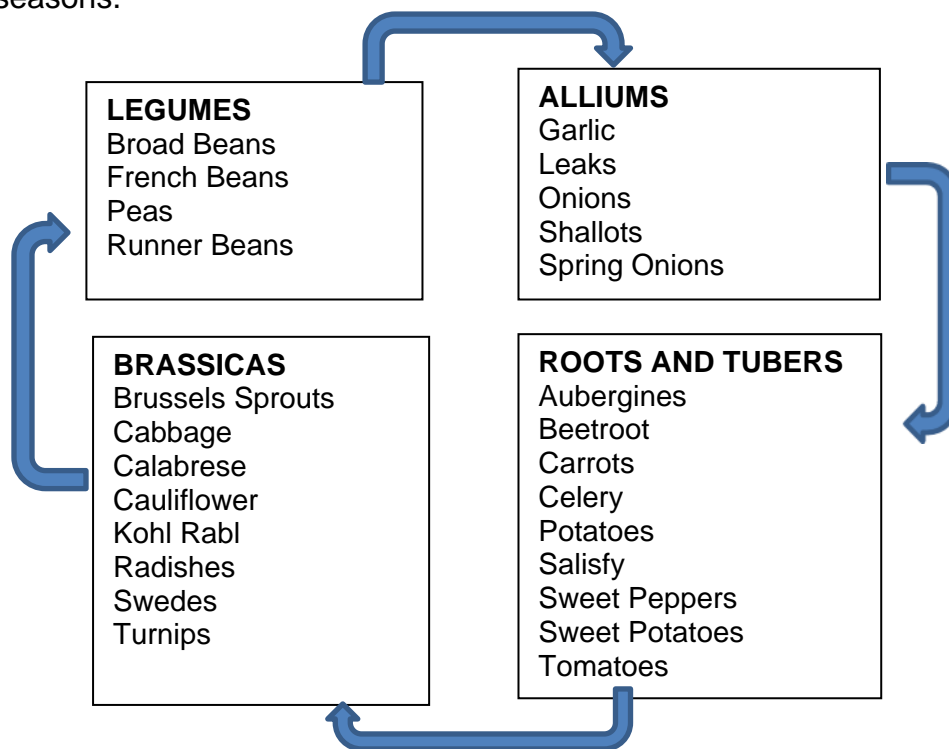 seasons.
LEGUMES
Broad Beans
French Beans
Peas
Runner Beans
ALLIUMS
Garlic
Leaks
Onions
Shallots
Spring Onions
BRASSICAS
Brussels Sprouts
Cabbage
Calabrese
Cauliflower
Kohl Rabl
Radishes
Swedes
Turnips
ROOTS AND TUBERS
Aubergines
Beetroot
Carrots
Celery
Potatoes
Salisfy
Sweet Peppers
Sweet Potatoes
Tomatoes